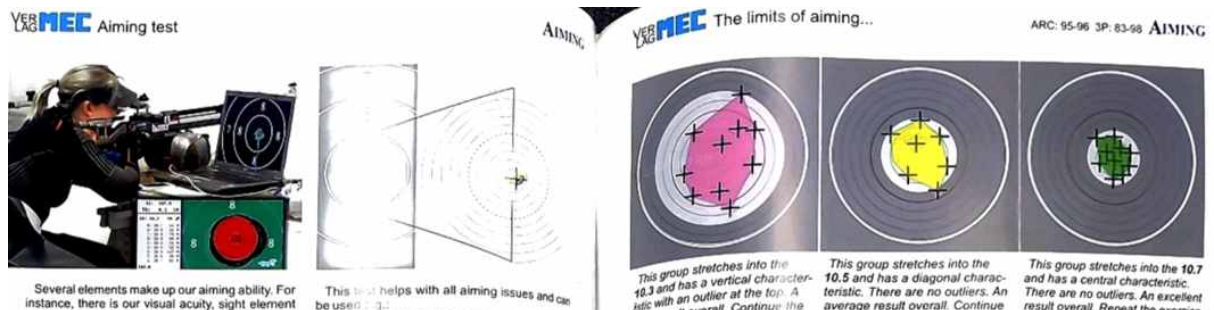 VERLAG MEC Aiming test
AIMING
8
8
8
8
8
Several elements make up our aiming ability. For
instance, there is our visual acuity, sight element
This helps with all aiming issues and can
be used
VERLAG MEC The limits of aiming...
ARC: 95-96 3P: 83-98 AIMING
This group stretches into the
10.3 and has a vertical character-
istic with an outlier at the top. A
overall. Continue the
This group stretches into the
10.5 and has a diagonal charac-
teristic. There are no outliers. An
average result overall. Continue
This group stretches into the 10.7
and has a central characteristic.
There are no outliers. An excellent
result overall. Repeat the exercise